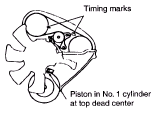 Timing marks
Piston in No. 1 cylinder
at top dead center